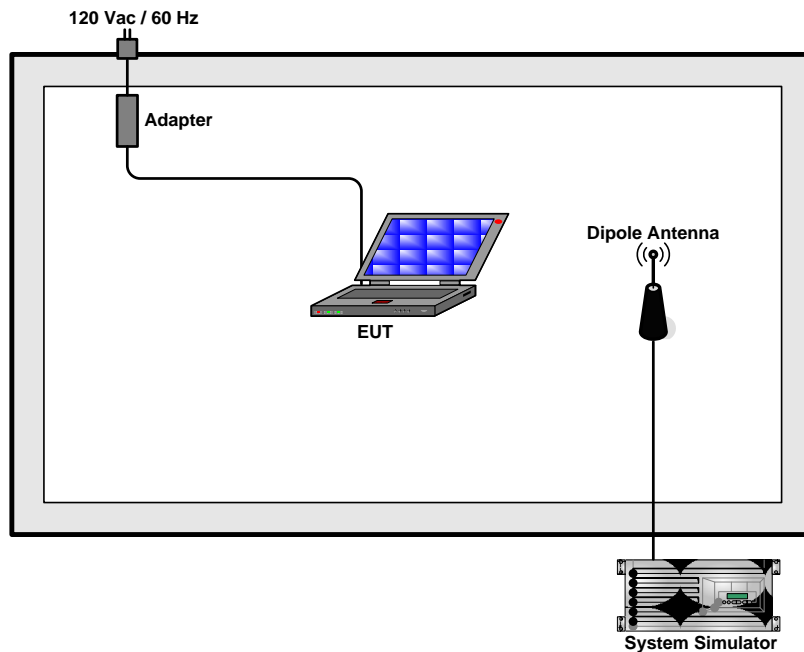 120 Vac / 60 Hz
Adapter
Dipole Antenna
EUT
System Simulator